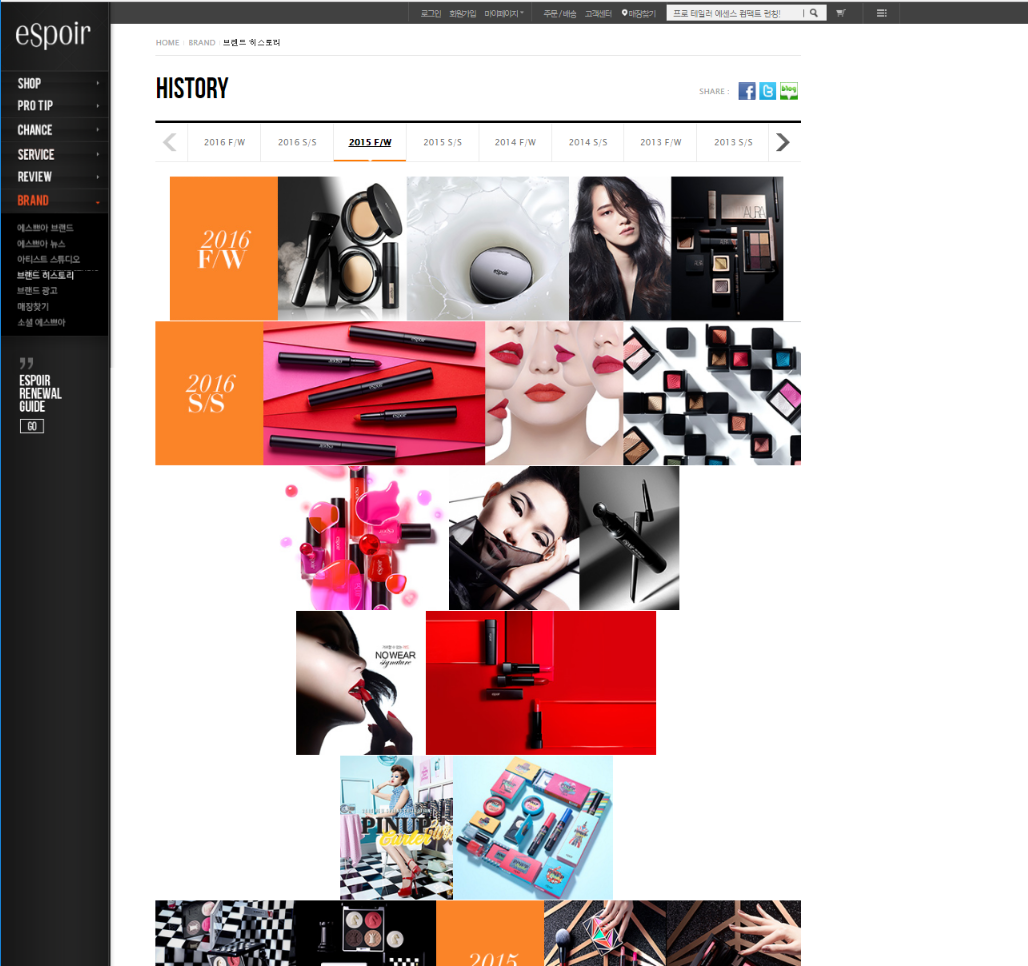 로그인 회원가입 마이페이지 주문 / 배송 고객센터 매장찾기 프로 테일러 에센스 컴팩트 런칭!
eSpoir
HOME BRAND 브랜드 히스토리
HISTORY
SHARE :
blog
SHOP
PRO TIP
CHANCE
SERVICE
REVIEW
BRAND
에스쁘아 브랜드
에스쁘아 뉴스
아티스트 스튜디오
브랜드 히스토리
브랜드 광고
매장찾기
소셜 에스쁘아
ESPOIR
RENEWAL
GUIDE
GO
2016 F/W 2016 S/S 2015 F/W 2015 S/S 2014 F/W 2014 S/S 2013 F/W 2013 S/S
2016
F/W
eSpoir
AURA
2016
S/S
NOWEAR
signature
PINUP
2015